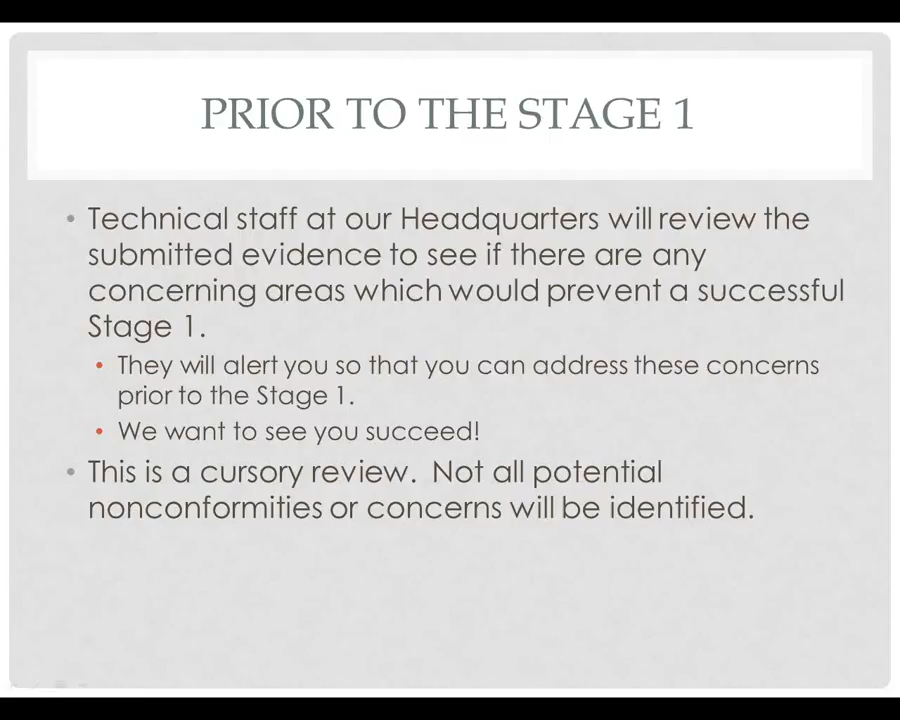 PRIOR TO THE STAGE 1
• Technical staff at our Headquarters will review the
submitted evidence to see if there are any
concerning areas which would prevent a successful
Stage 1.
• They will alert you so that you can address these concerns
prior to the Stage 1.
• We want to see you succeed!
• This is a cursory review.  Not all potential
nonconformities or concerns will be identified.